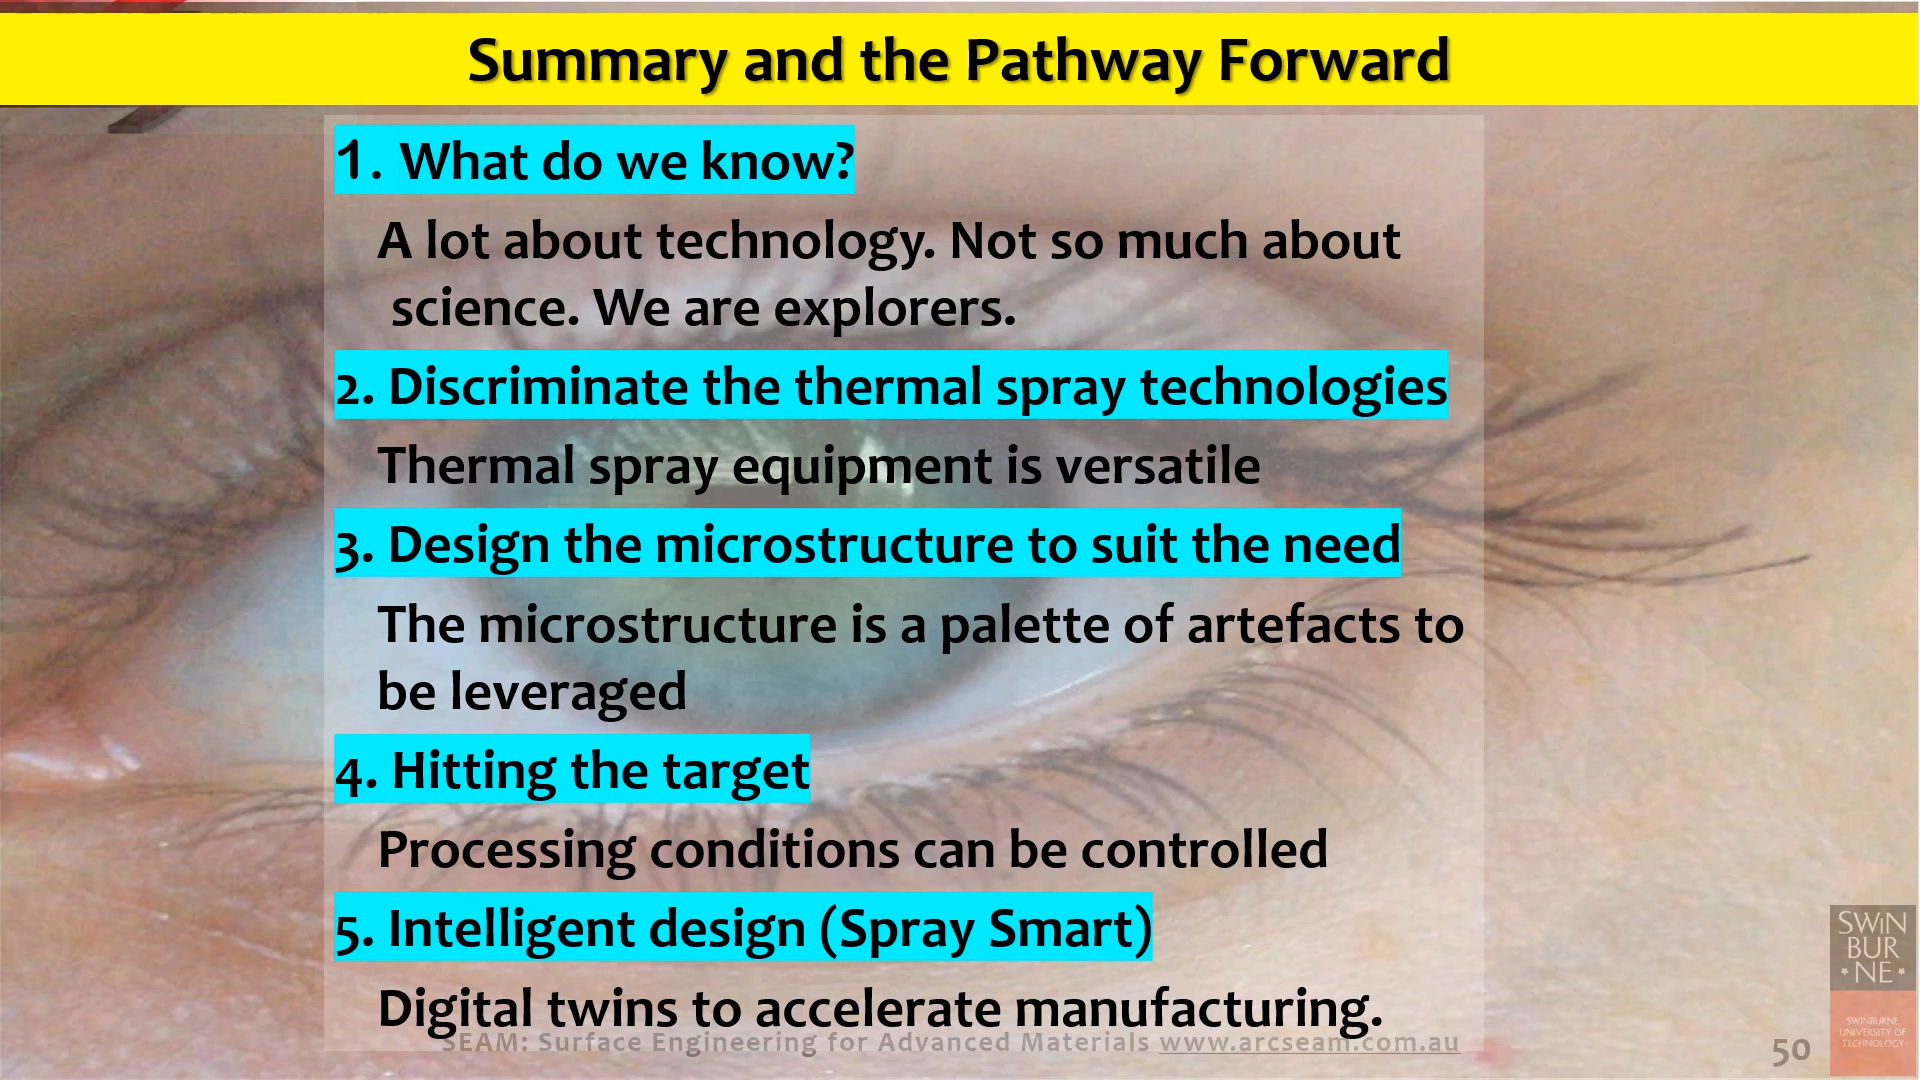 Summary and the Pathway Forward
1. What do we know?
A lot about technology. Not so much about
science. We are explorers.
2. Discriminate the thermal spray technologies
Thermal spray equipment is versatile
3. Design the microstructure to suit the need
The microstructure is a palette of artefacts to
be leveraged
4. Hitting the target
Processing conditions can be controlled
5. Intelligent design (Spray Smart)
Digital twins to accelerate manufacturing.
SEAM: Surface Engineering for Advanced Materials www.arcseam.com.au
50
SWIN
BUR
*NE*
SWINBURNE
UNIVERSITY OF
TECHNOLOGY